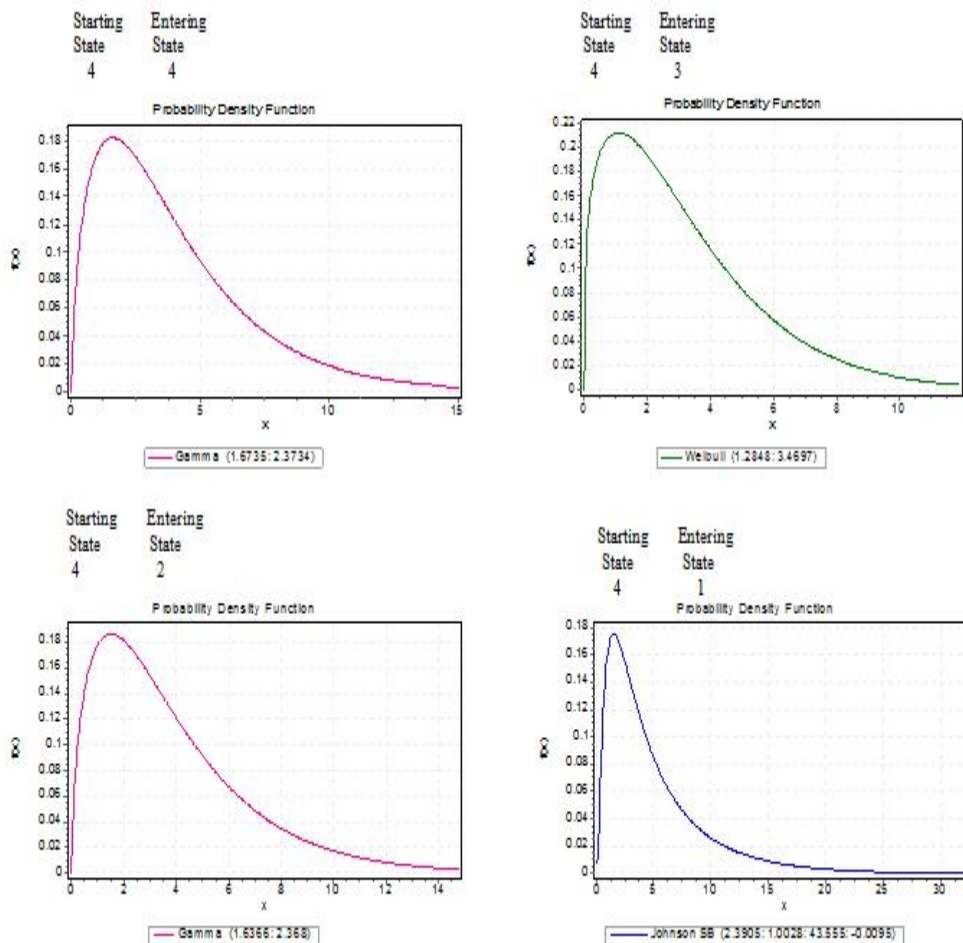 Starting Entering
State State
4 4
Probability Density Function
0.18
0.16
0.14
0.12
0.1
0.08
0.06
0.04
0.02
0
f(x)
0 5 10 15
x
Gamma (1.6735; 2.3734)
Starting Entering
State State
4 3
Probability Density Function
0.22
0.2
0.18
0.16
0.14
0.12
0.1
0.08
0.06
0.04
0.02
0
f(x)
0 2 4 6 8 10
x
Weibull (1.2848; 3.4697)
Starting Entering
State State
4 2
Probability Density Function
0.18
0.16
0.14
0.12
0.1
0.08
0.06
0.04
0.02
0
f(x)
0 2 4 6 8 10 12 14
x
Gamma (1.6366; 2.368)
Starting Entering
State State
4 1
Probability Density Function
0.18
0.16
0.14
0.12
0.1
0.08
0.06
0.04
0.02
0
f(x)
0 5 10 15 20 25 30
x
Johnson SB (2.3905; 1.0028; 43.555; -0.0095)